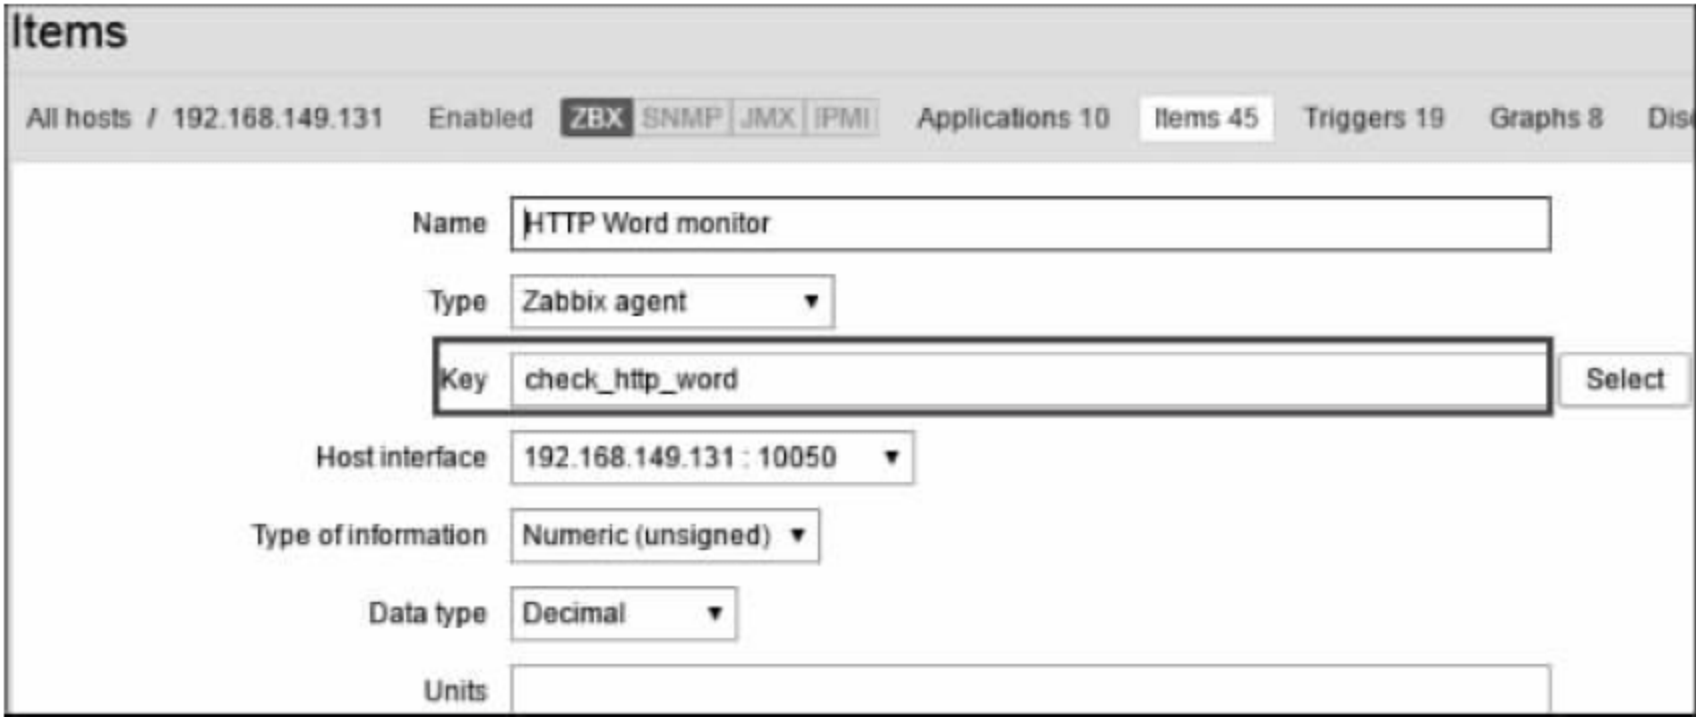 Items
All hosts / 192.168.149.131 Enabled ZBX SNMP JMX IPMI Applications 10 Items 45 Triggers 19 Graphs 8
Name HTTP Word monitor
Type Zabbix agent
Key check_http_word Select
Host interface 192.168.149.131 : 10050
Type of information Numeric (unsigned)
Data type Decimal
Units